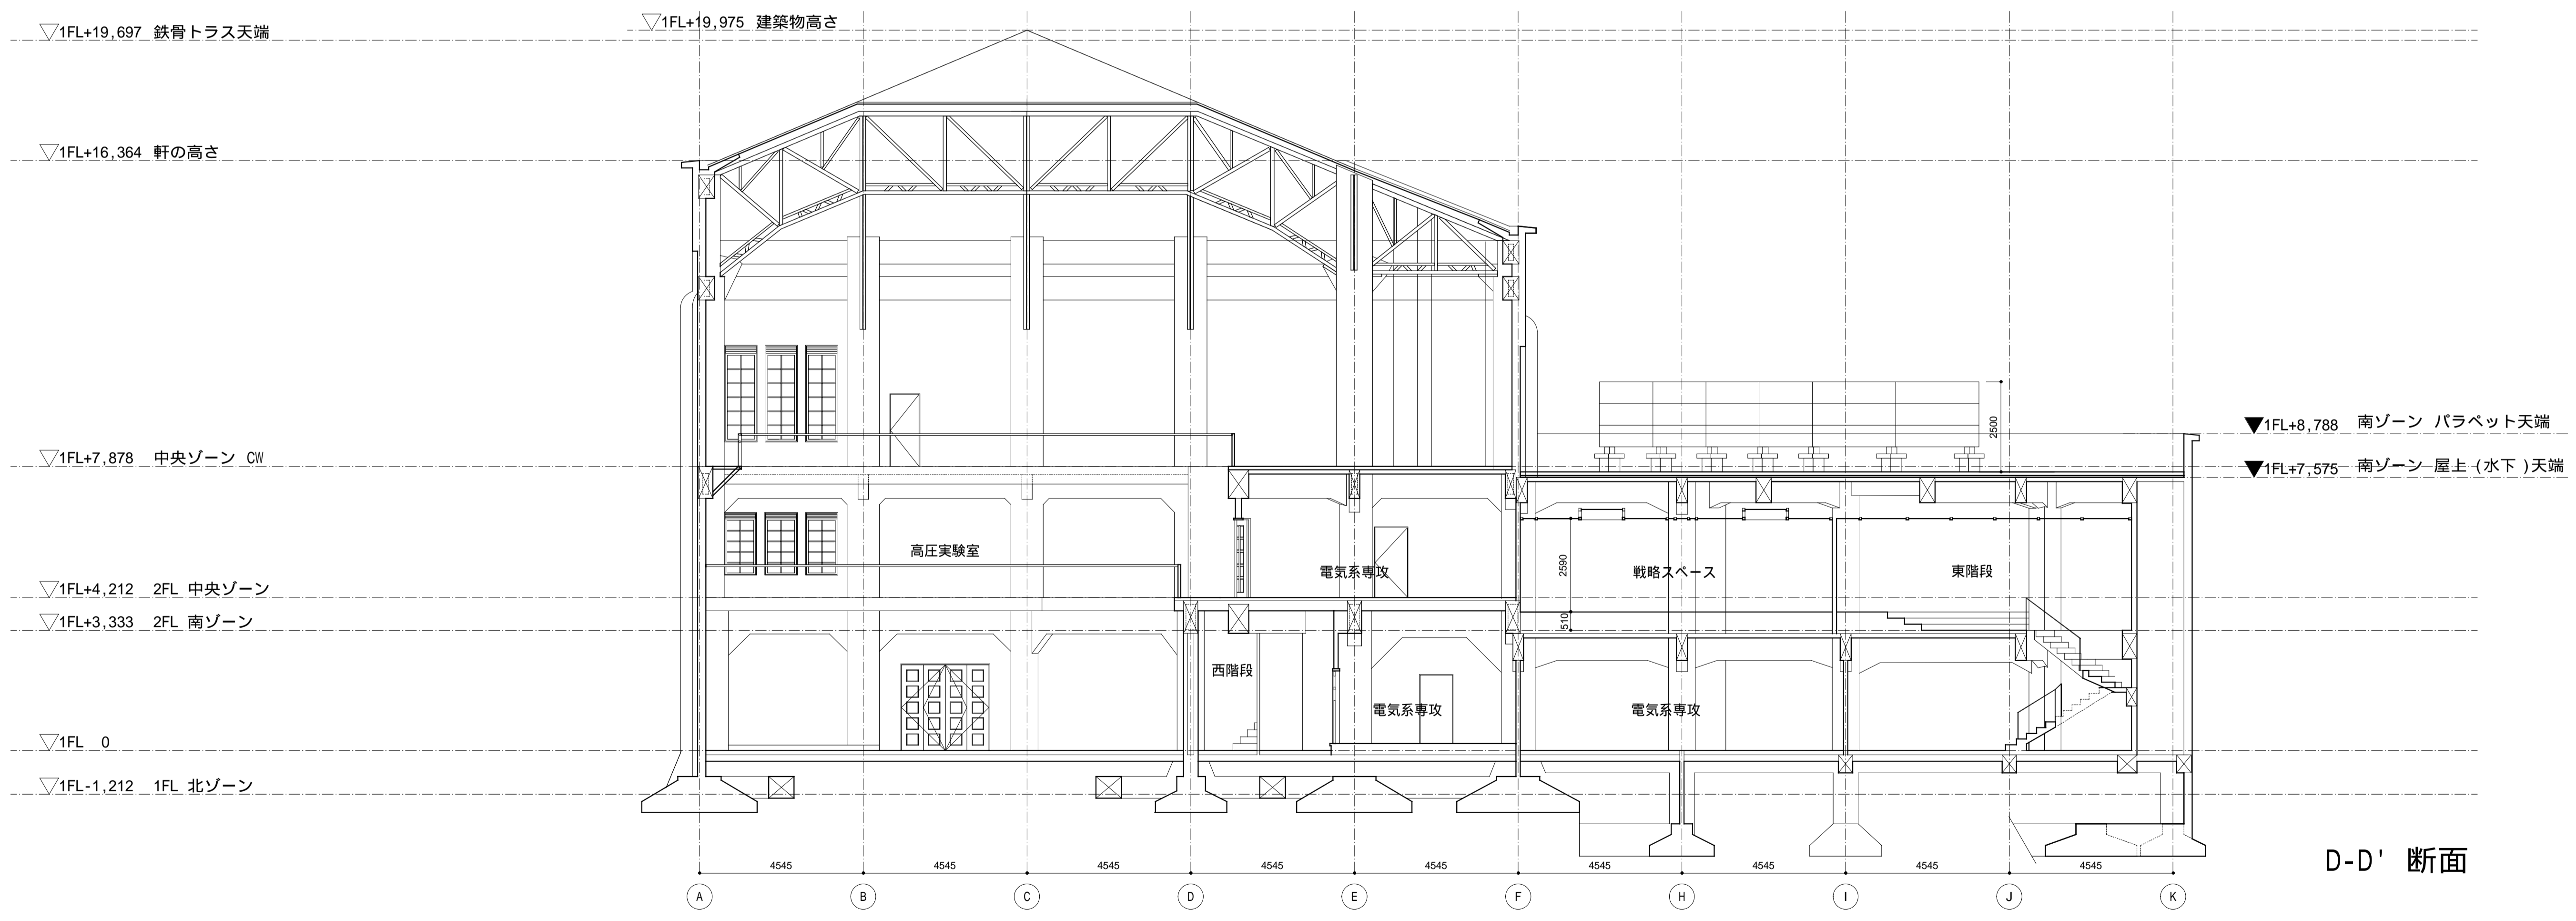 1FL+19,975 建築物高さ
1FL+19,697 鉄骨トラス天端
1FL+16,364 軒の高さ
2500
1FL+8,788 南ゾーン パラペット天端
1FL+7,878 中央ゾーン CW
1FL+7,575 南ゾーン 屋上(水下)天端
高圧実験室
電気系専攻
2590
戦略スペース
東階段
1FL+4,212 2FL 中央ゾーン
1FL+3,333 2FL 南ゾーン
510
西階段
電気系専攻
電気系専攻
1FL 0
1FL-1,212 1FL 北ゾーン
4545 4545 4545 4545 4545 4545 4545 4545 4545
D-D' 断面
A B C D E F H I J K